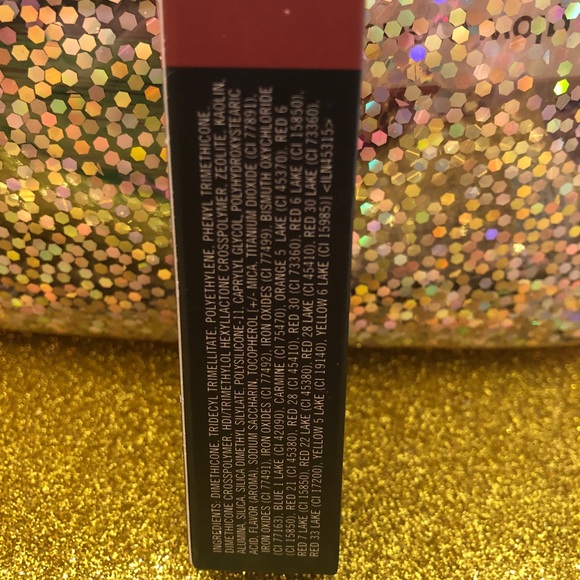 INGREDIENTS: DIMETHICONE, TRIDECYL TRIMELLITATE, POLYETHYLENE, PHENYL TRIMETHICONE,
DIMETHICONE CROSSPOLYMER, HDI/TRIMETHYLOL HEXYLLACTONE CROSSPOLYMER, ZEOLITE, KAOLIN,
ALUMINA, SILICA, SILICA DIMETHYL SILYLATE, POLYSILICONE-11, CAPRYLYL GLYCOL, POLYHYDROXYSTEARIC
ACID, FLAVOR (AROMA), SODIUM SACCHARIN, TOCOPHEROL [+/- MICA, TITANIUM DIOXIDE (CI 77891),
IRON OXIDES (CI 77491), IRON OXIDES (CI 77492), IRON OXIDES (CI 77499), BISMUTH OXYCHLORIDE
(CI 77163), BLUE 1 LAKE (CI 42090), CARMINE (CI 75470), ORANGE 5 LAKE (CI 45370), RED 6
(CI 15850), RED 21 (CI 45380), RED 28 (CI 45410), RED 30 (CI 73360), RED 6 LAKE (CI 15850),
RED 7 LAKE (CI 15850), RED 22 LAKE (CI 45380), RED 28 LAKE (CI 45410), RED 30 LAKE (CI 73360),
RED 33 LAKE (CI 17200), YELLOW 5 LAKE (CI 19140), YELLOW 6 LAKE (CI 15985)] <ILN45315>